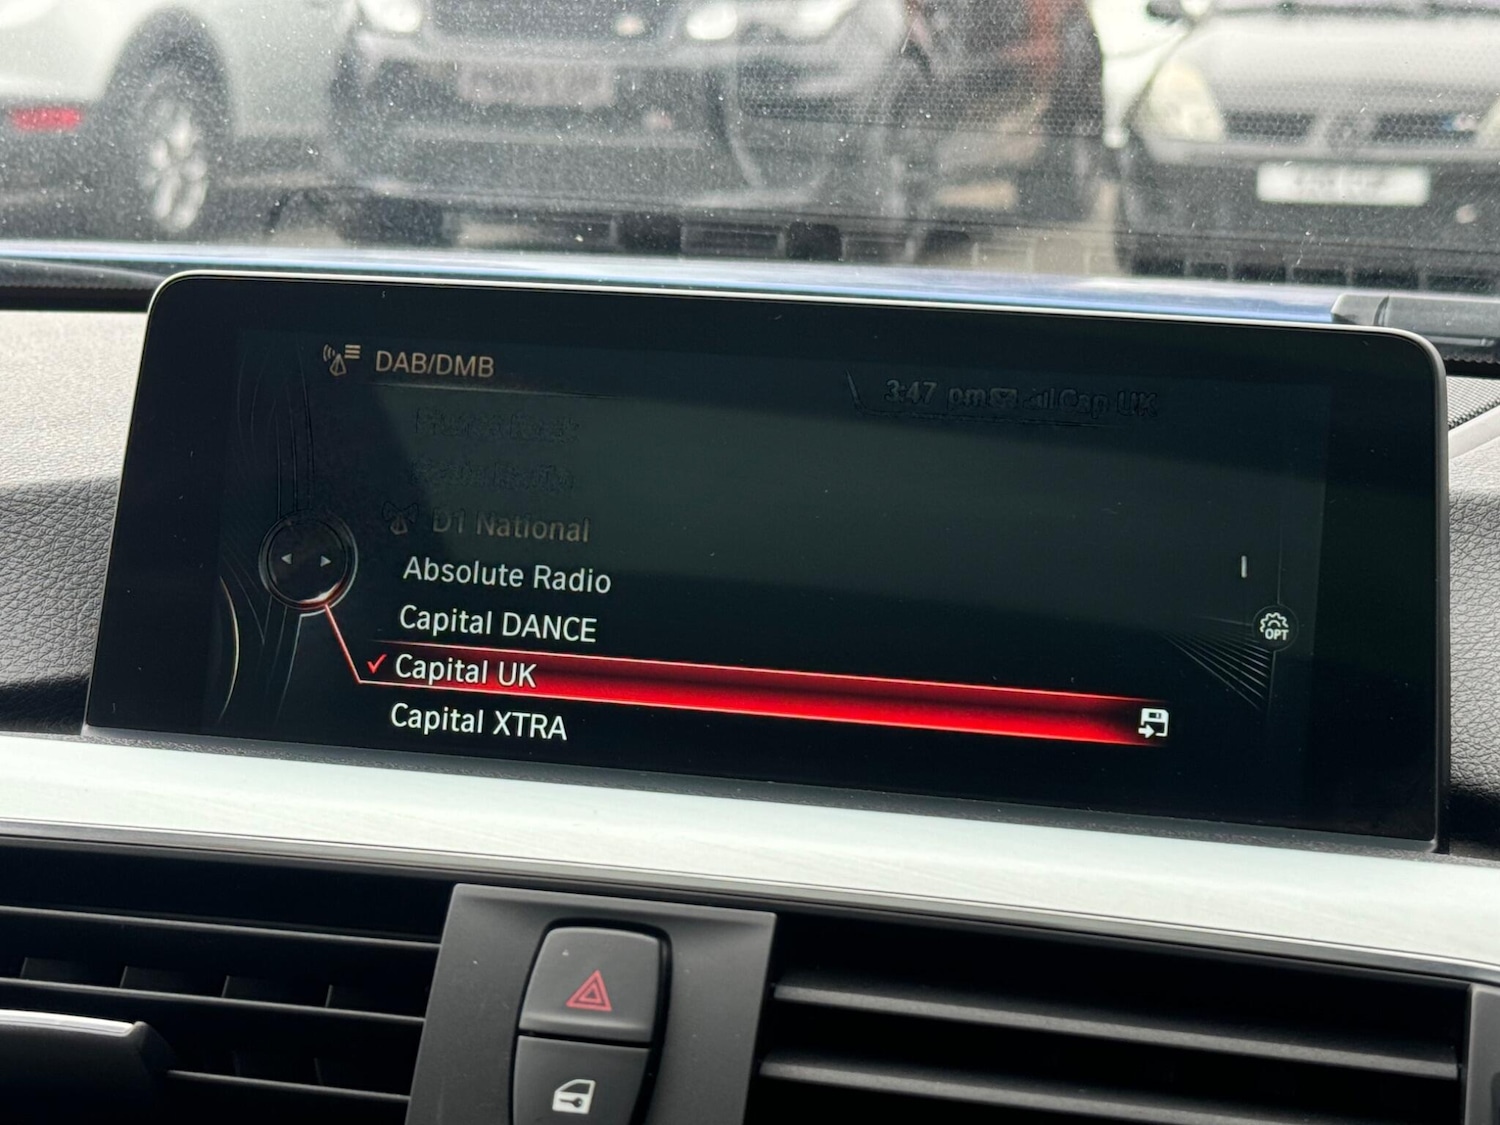 DAB/DMB
3:47 pm Cap UK
D1 National
Absolute Radio
Capital DANCE
Capital UK
Capital XTRA
OPT